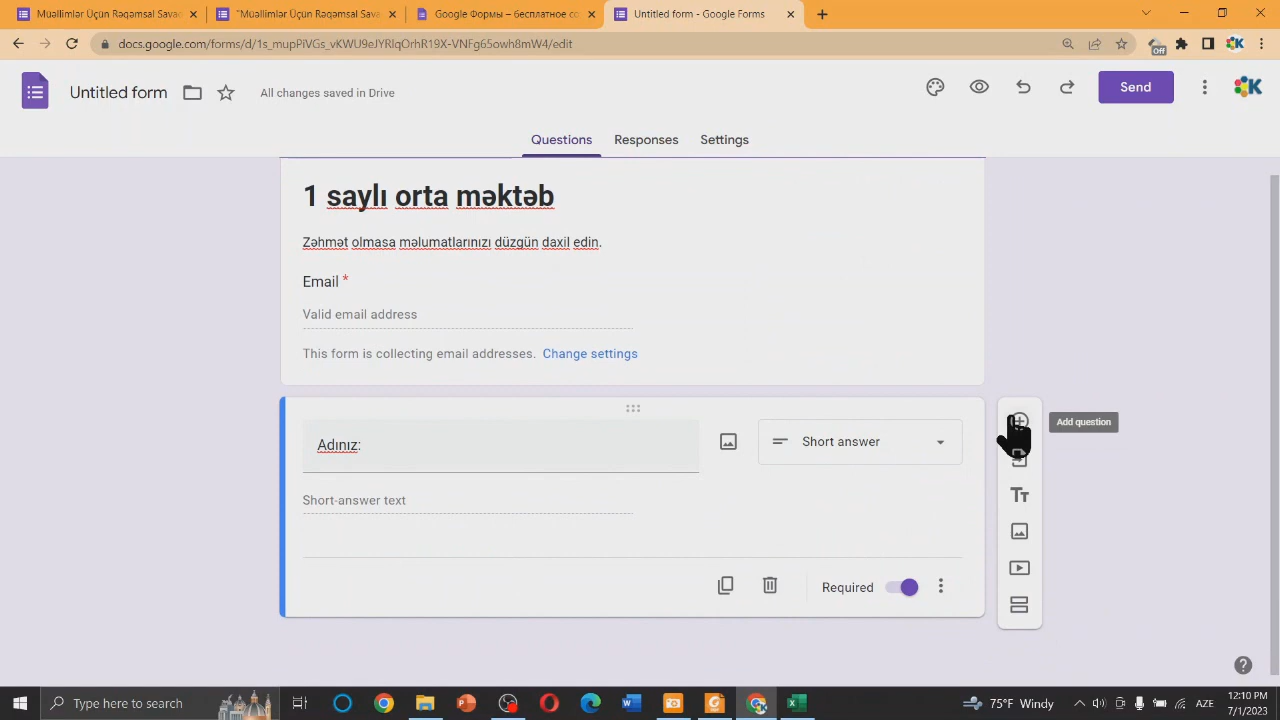 Müəllimlər Üçün Rəqəmsal Savad
"Müəllimlər Üçün Rəqəmsal Sava
Google Формы – бесплатное со
Untitled form - Google Forms
docs.google.com/forms/d/1s_mupPiVGs_vKWU9eJYRlqOrhR19X-VNFg65owh8mW4/edit
Off
K
Untitled form
All changes saved in Drive
Send
K
Questions
Responses
Settings
1 saylı orta məktəb
Zəhmət olmasa məlumatlarınızı düzgün daxil edin.
Email *
Valid email address
This form is collecting email addresses. Change settings
Adınız:
Short answer
Add question
Short-answer text
Tт
Required
Type here to search
75°F Windy
AZE
12:10 PM
7/1/2023